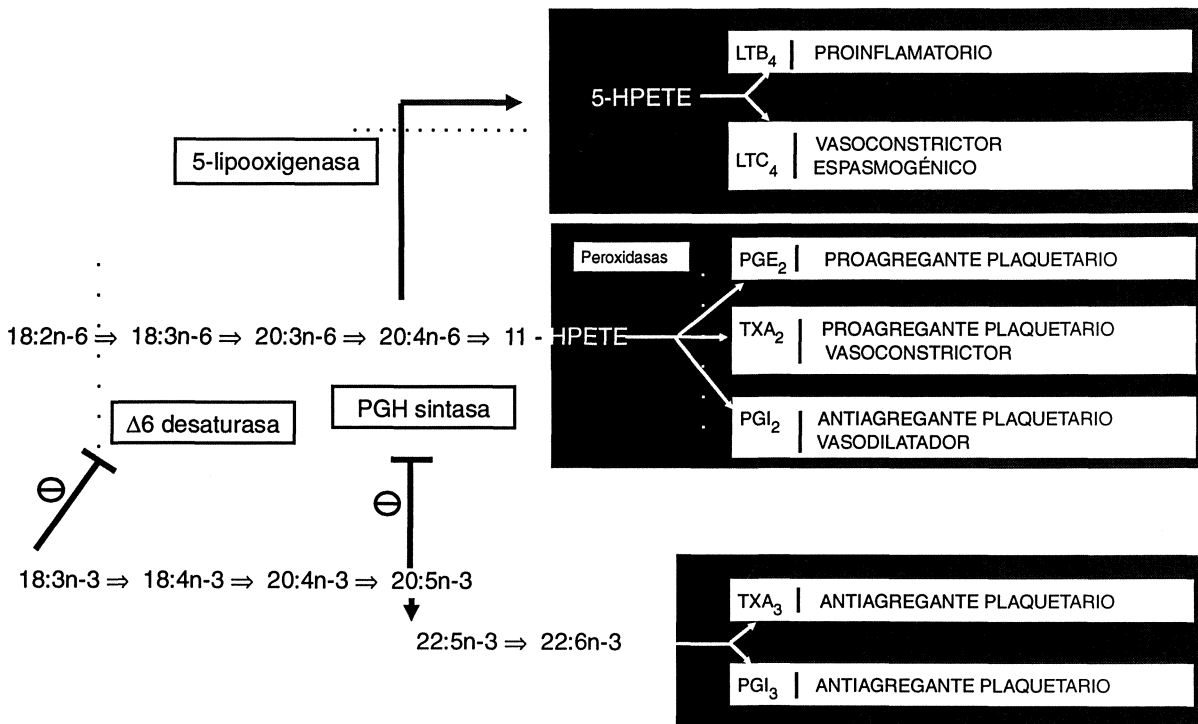 LTB4 | PROINFLAMATORIO
5-HPETE
LTC4 | VASOCONSTRICTOR
ESPASMOGÉNICO
5-lipooxigenasa
Peroxidasas
PGE2 | PROAGREGANTE PLAQUETARIO
18:2n-6 ⇒ 18:3n-6 ⇒ 20:3n-6 ⇒ 20:4n-6 ⇒ 11 - HPETE
TXA2 | PROAGREGANTE PLAQUETARIO
VASOCONSTRICTOR
PGI2 | ANTIAGREGANTE PLAQUETARIO
VASODILATADOR
Δ6 desaturasa
PGH sintasa
⊖
⊖
18:3n-3 ⇒ 18:4n-3 ⇒ 20:4n-3 ⇒ 20:5n-3
22:5n-3 ⇒ 22:6n-3
TXA3 | ANTIAGREGANTE PLAQUETARIO
PGI3 | ANTIAGREGANTE PLAQUETARIO